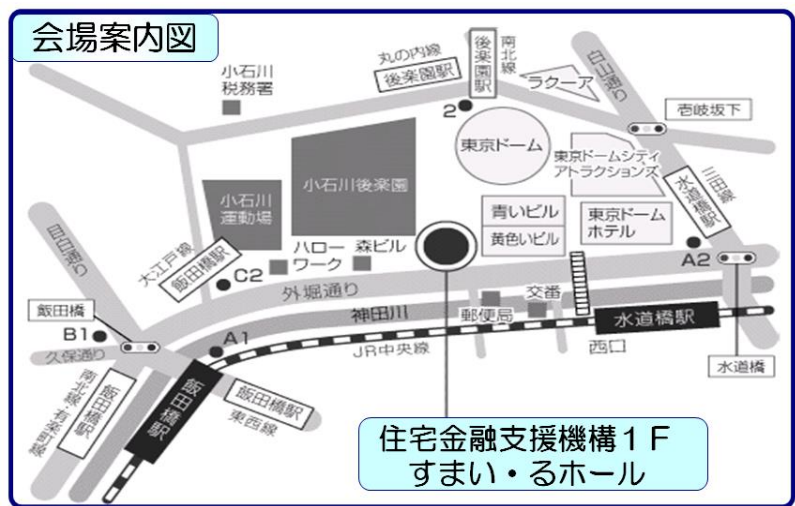 会場案内図
丸の内線
後楽園駅
後楽園駅
南北線
ラクーア
白山通り
小石川
税務署
2
壱岐坂下
東京ドーム
東京ドームシティ
アトラクションズ
小石川後楽園
小石川
運動場
三田線
水道橋駅
青いビル
黄色いビル
東京ドーム
ホテル
目白通り
大江戸線
飯田橋駅
ハロー
ワーク
森ビル
C2
A2
外堀通り
飯田橋
神田川
郵便局
交番
水道橋駅
B1
A1
久保通り
JR中央線
西口
水道橋
南北線・有楽町線
飯田橋駅
飯田橋駅
飯田橋駅
東西線
住宅金融支援機構1F
すまい・るホール